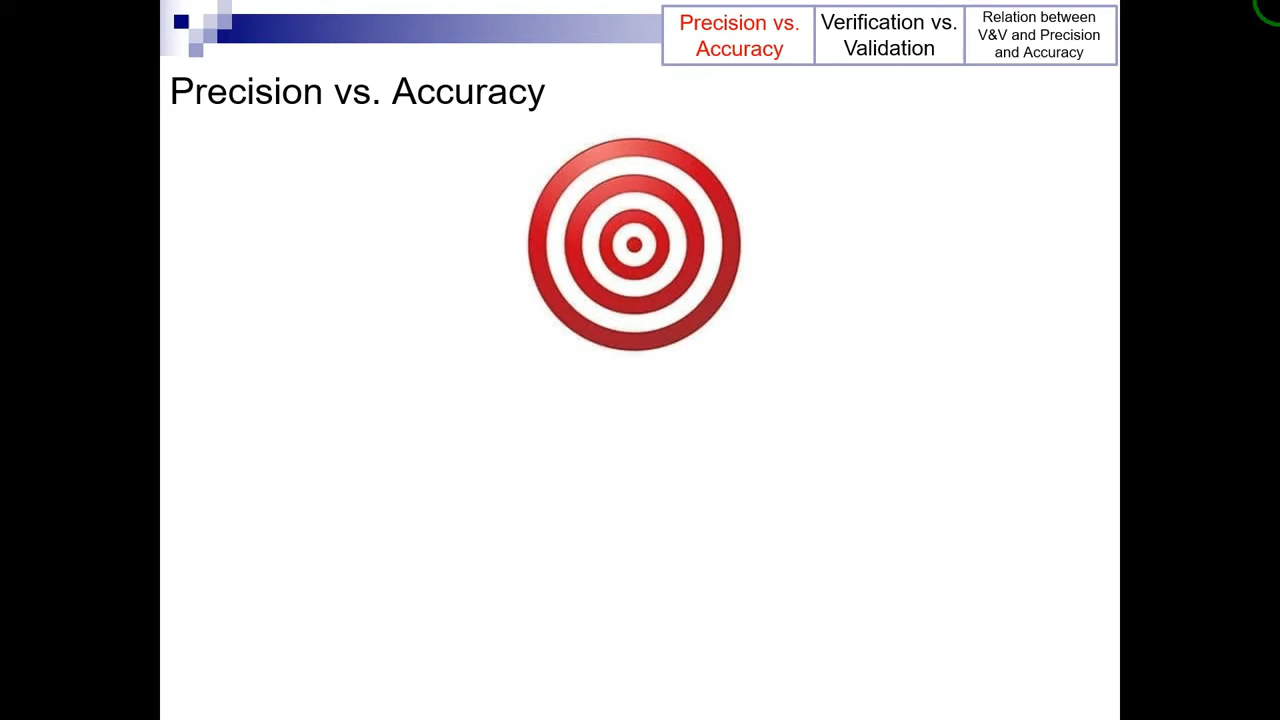 Precision vs.
Accuracy
Verification vs.
Validation
Relation between
V&V and Precision
and Accuracy
Precision vs. Accuracy